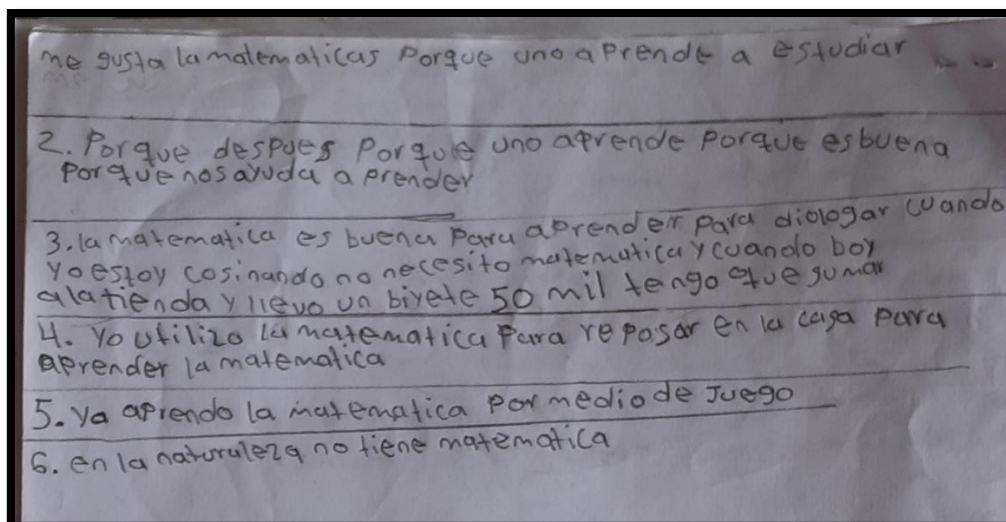 me gusta la matematicas Porque uno aprende a estudiar
2. Porque despues Porque uno aprende Porque es buena
Porque nos ayuda a prender
3. la matematica es buena Para aprender Para diologar cuando
Yo estoy cosinando no necesito matematica y cuando boy
a la tienda y llevo un biyete 50 mil tengo que sumar
4. Yo utilizo la matematica Para reposar en la casa para
aprender la matematica
5. Ya aprendo la matematica por medio de Juego
6. en la naturaleza no tiene matematica